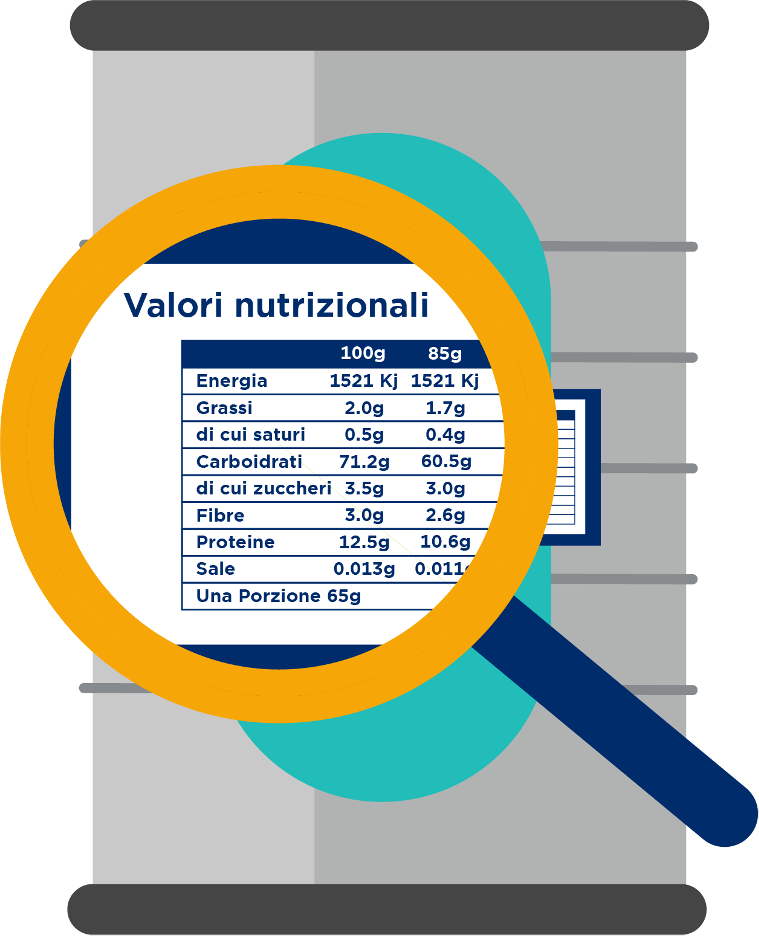 Valori nutrizionali
100g 85g
Energia 1521 Kj 1521 Kj
Grassi 2.0g 1.7g
di cui saturi 0.5g 0.4g
Carboidrati 71.2g 60.5g
di cui zuccheri 3.5g 3.0g
Fibre 3.0g 2.6g
Proteine 12.5g 10.6g
Sale 0.013g 0.011g
Una Porzione 65g